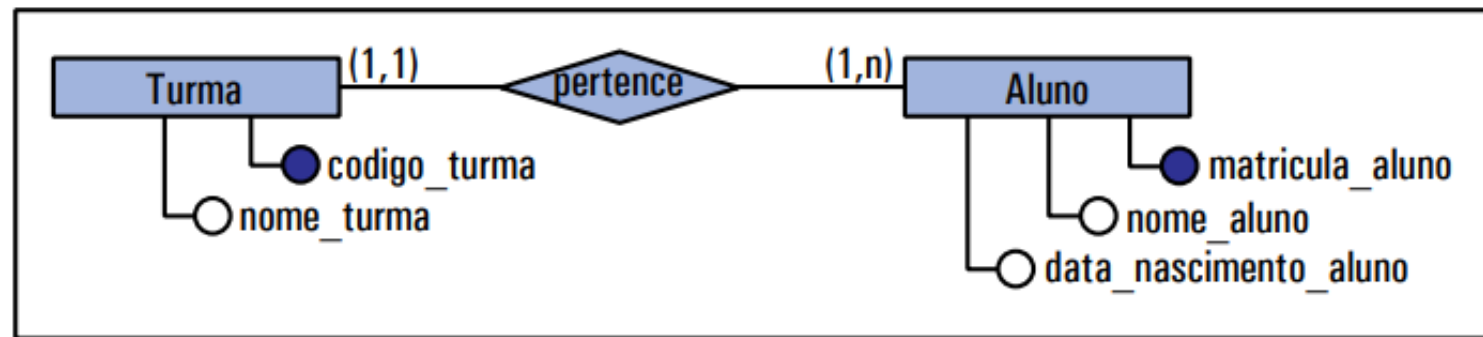 (1,1)
(1,n)
Turma
pertence
Aluno
codigo_turma
matricula_aluno
nome_turma
nome_aluno
data_nascimento_aluno